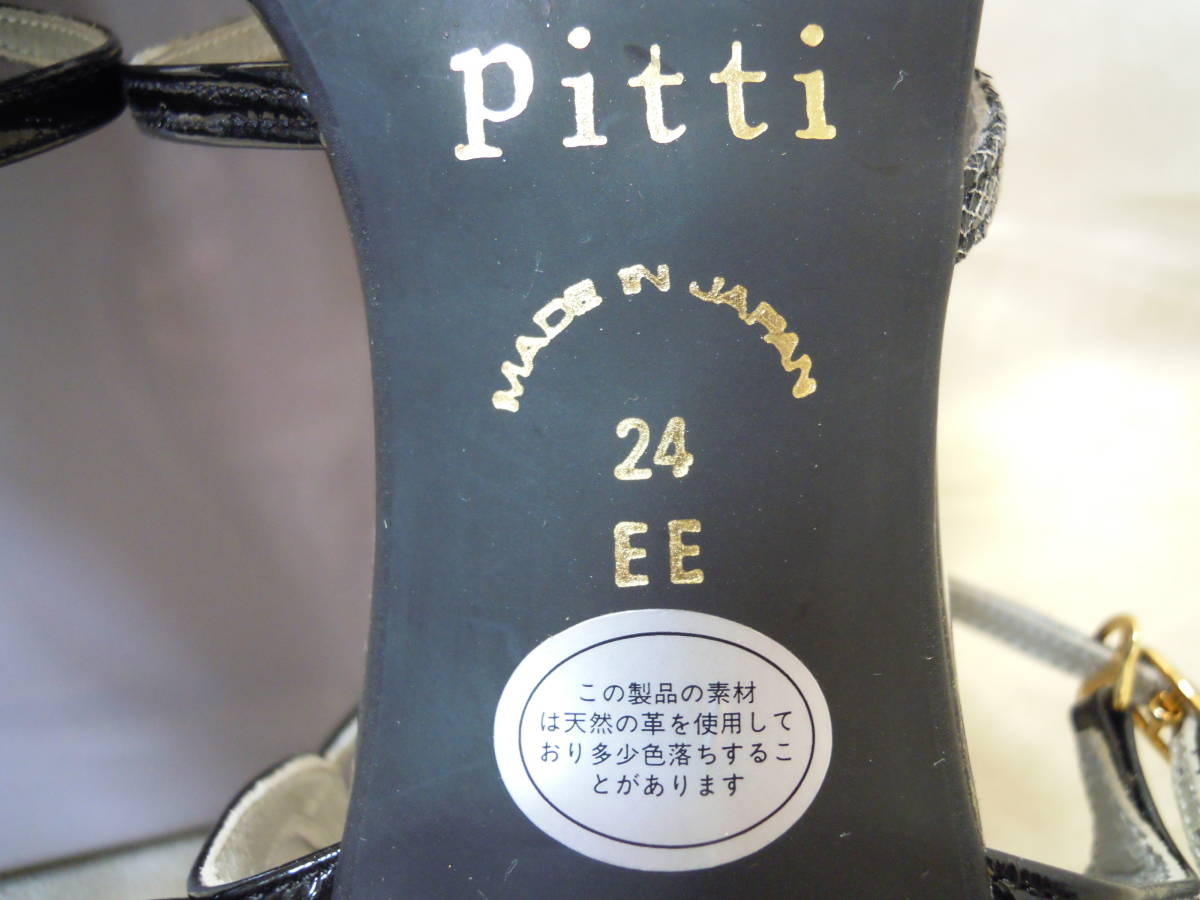 pitti
MADE IN JAPAN
24
EE
この製品の素材
は天然の革を使用して
おり多少色落ちするこ
とがあります